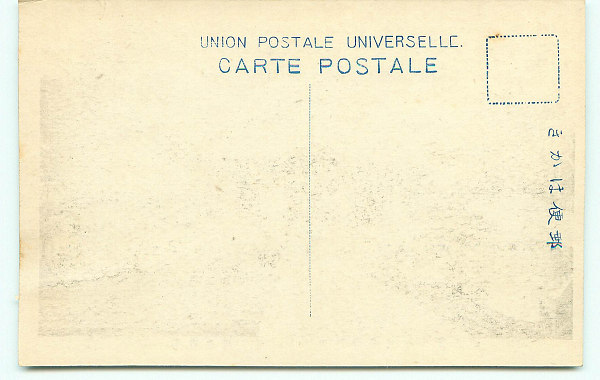 UNION POSTALE UNIVERSELLE.
CARTE POSTALE
きかは便郵